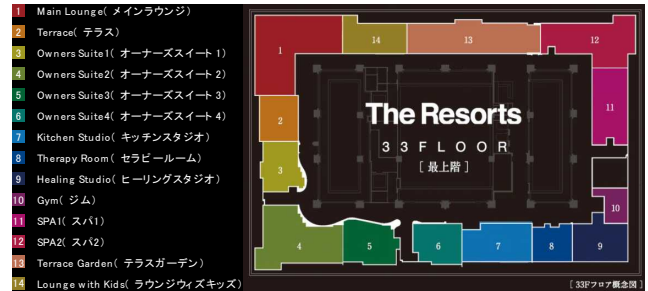 1 Main Lounge( メインラウンジ)
2 Terrace( テラス)
3 Owners Suite1( オーナーズスイート 1)
4 Owners Suite2( オーナーズスイート 2)
5 Owners Suite3( オーナーズスイート 3)
6 Owners Suite4( オーナーズスイート 4)
7 Kitchen Studio( キッチンスタジオ)
8 Therapy Room( セラピールーム)
9 Healing Studio( ヒーリングスタジオ)
10 Gym( ジム)
11 SPA1( スパ1)
12 SPA2( スパ2)
13 Terrace Garden( テラスガーデン)
14 Lounge with Kids( ラウンジウィズキッズ)
1
14
13
12
2
The Resorts
11
33FLOOR
[最上階]
3
10
4
5
6
7
8
9
[33Fフロア概念図]